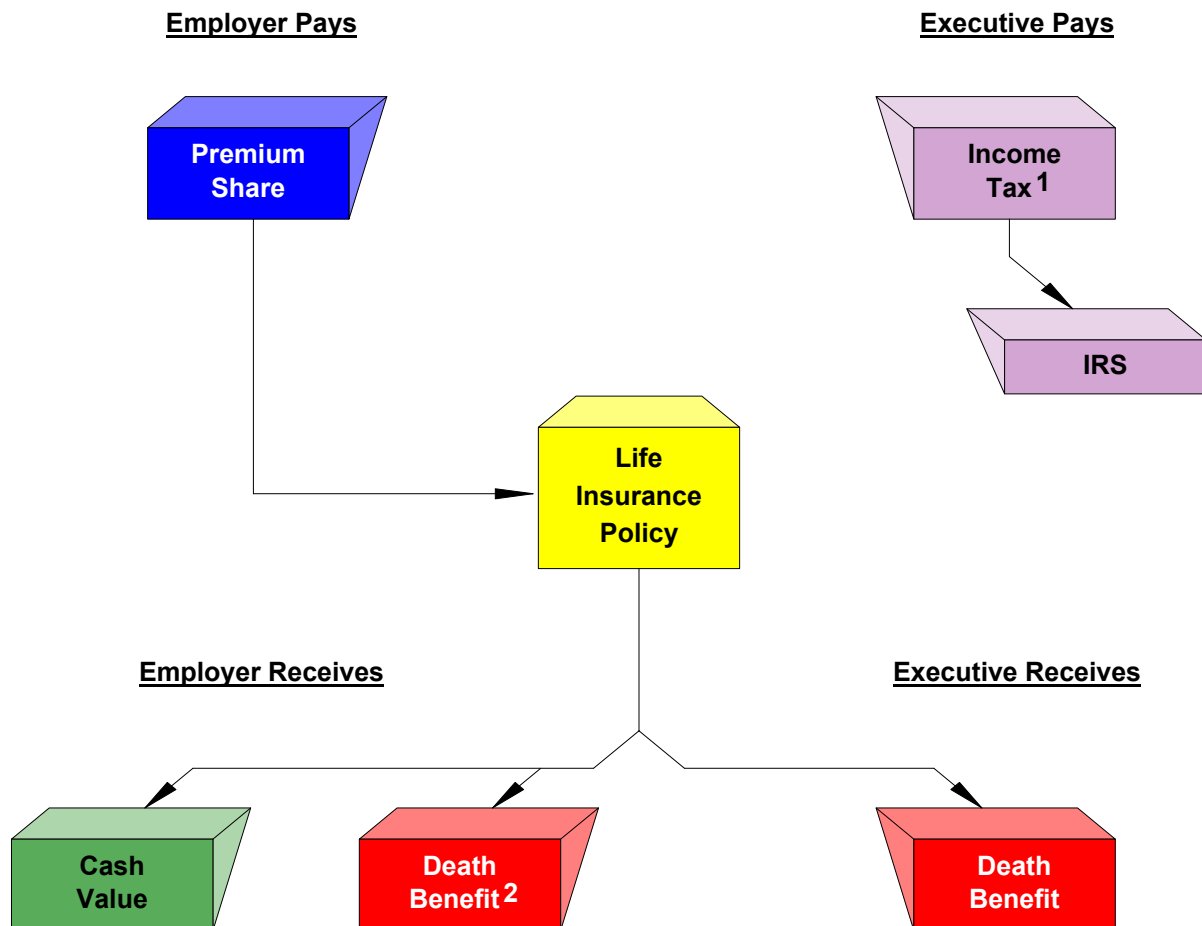 Employer Pays
Executive Pays
Premium
Share
Income
Tax 1
IRS
Life
Insurance
Policy
Employer Receives
Executive Receives
Cash
Value
Death
Benefit 2
Death
Benefit